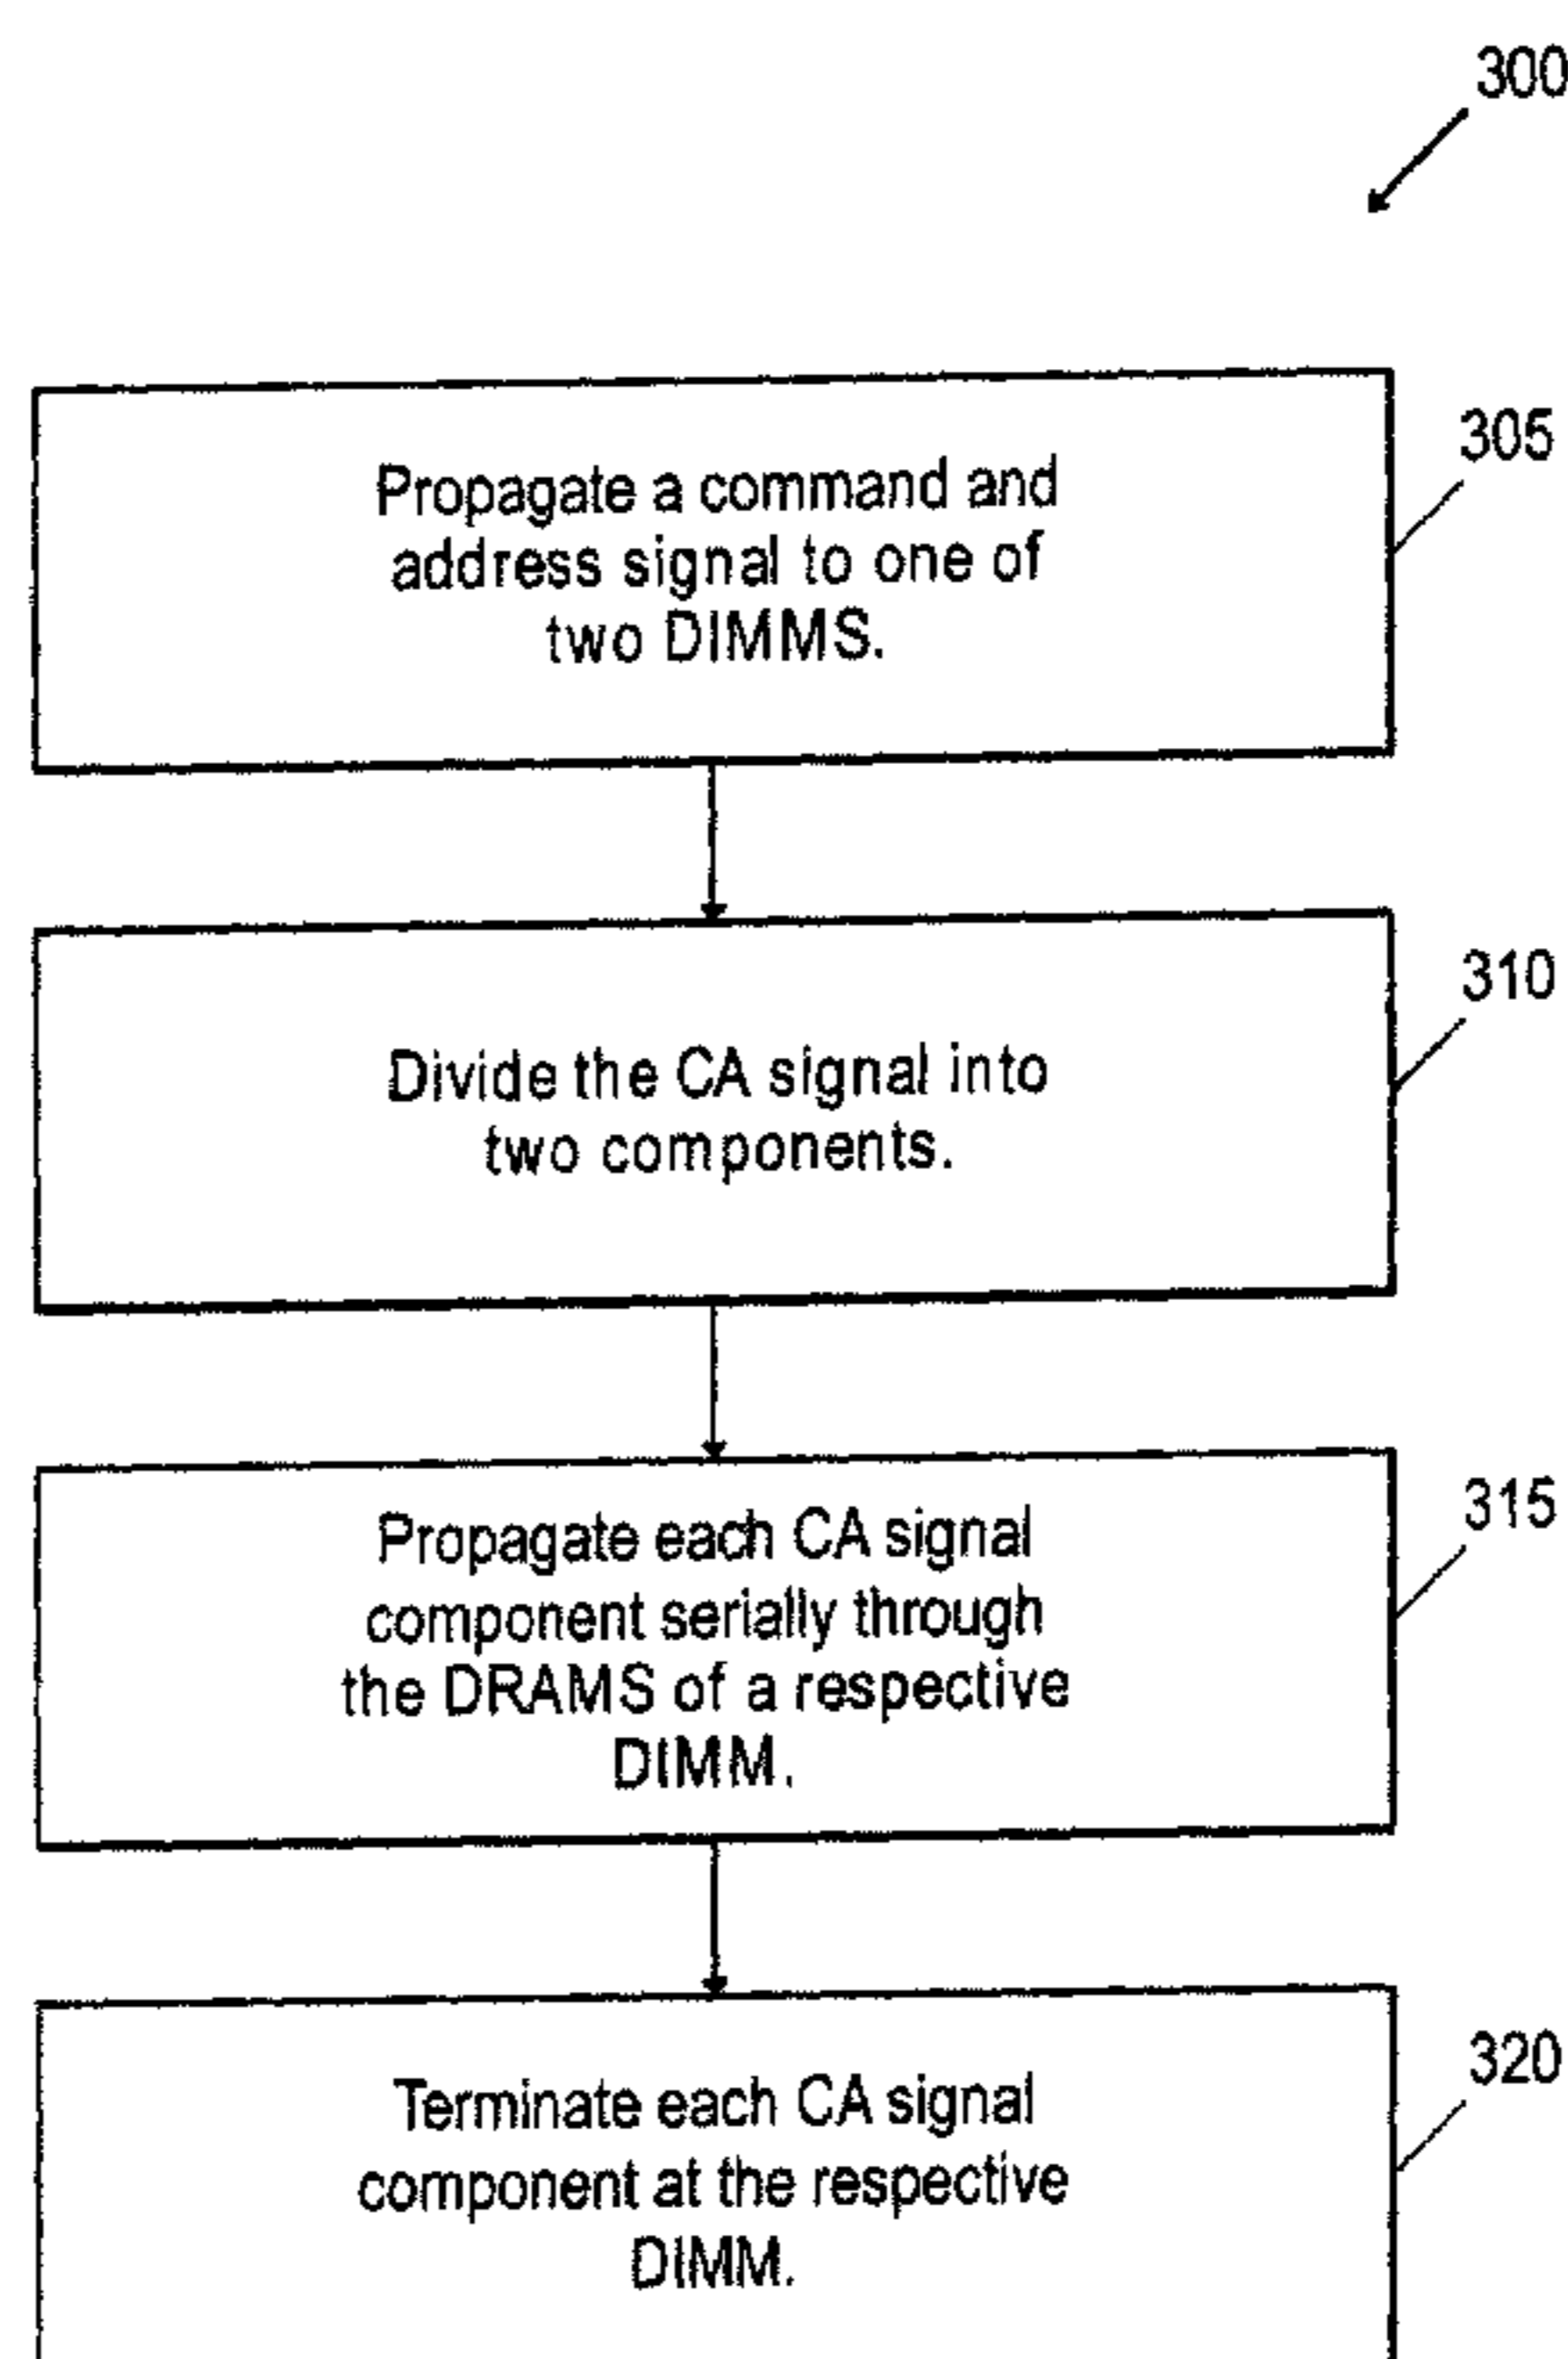 300
305
Propagate a command and
address signal to one of
two DIMMS.
310
Divide the CA signal into
two components.
315
Propagate each CA signal
component serially through
the DRAMS of a respective
DIMM.
320
Terminate each CA signal
component at the respective
DIMM.